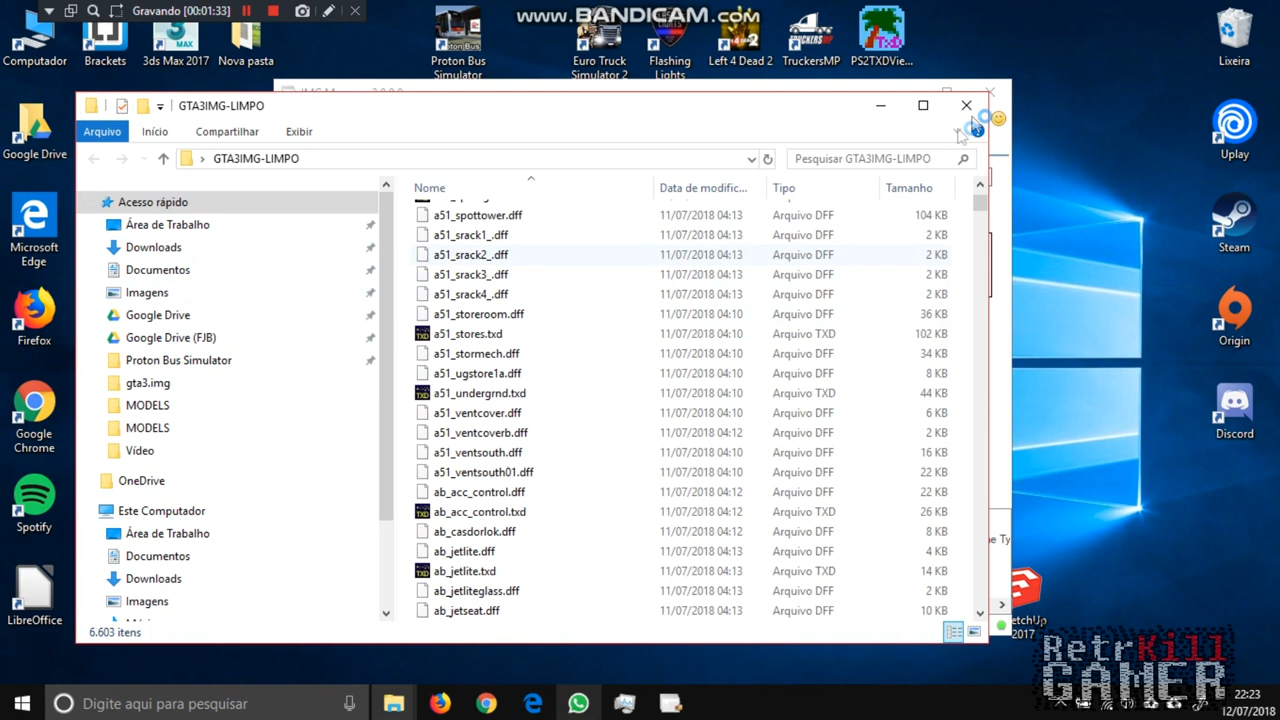 Gravando [00:01:33]
www.BANDICAM.com
Computador
Brackets
3ds Max 2017
Nova pasta
Proton Bus
Simulator
Euro Truck
Simulator 2
Flashing
Lights
Left 4 Dead 2
TruckersMP
PS2TXDVie...
Lixeira
GTA3IMG-LIMPO
Arquivo
Início
Compartilhar
Exibir
GTA3IMG-LIMPO
Pesquisar GTA3IMG-LIMPO
Google Drive
Microsoft
Edge
Firefox
Google
Chrome
Spotify
LibreOffice
Acesso rápido
Área de Trabalho
Downloads
Documentos
Imagens
Google Drive
Google Drive (FJB)
Proton Bus Simulator
gta3.img
MODELS
MODELS
Vídeo
OneDrive
Este Computador
Área de Trabalho
Documentos
Downloads
Imagens
Nome Data de modific... Tipo Tamanho
a51_spottower.dff 11/07/2018 04:13 Arquivo DFF 104 KB
a51_srack1_.dff 11/07/2018 04:13 Arquivo DFF 2 KB
a51_srack2_.dff 11/07/2018 04:13 Arquivo DFF 2 KB
a51_srack3_.dff 11/07/2018 04:13 Arquivo DFF 2 KB
a51_srack4_.dff 11/07/2018 04:13 Arquivo DFF 2 KB
a51_storeroom.dff 11/07/2018 04:10 Arquivo DFF 36 KB
TXD a51_stores.txd 11/07/2018 04:10 Arquivo TXD 102 KB
a51_stormech.dff 11/07/2018 04:10 Arquivo DFF 34 KB
a51_ugstore1a.dff 11/07/2018 04:10 Arquivo DFF 8 KB
TXD a51_undergrnd.txd 11/07/2018 04:10 Arquivo TXD 44 KB
a51_ventcover.dff 11/07/2018 04:10 Arquivo DFF 6 KB
a51_ventcoverb.dff 11/07/2018 04:12 Arquivo DFF 2 KB
a51_ventsouth.dff 11/07/2018 04:10 Arquivo DFF 16 KB
a51_ventsouth01.dff 11/07/2018 04:10 Arquivo DFF 22 KB
ab_acc_control.dff 11/07/2018 04:12 Arquivo DFF 22 KB
TXD ab_acc_control.txd 11/07/2018 04:12 Arquivo TXD 26 KB
ab_casdorlok.dff 11/07/2018 04:12 Arquivo DFF 8 KB
ab_jetlite.dff 11/07/2018 04:13 Arquivo DFF 4 KB
TXD ab_jetlite.txd 11/07/2018 04:13 Arquivo TXD 14 KB
ab_jetliteglass.dff 11/07/2018 04:13 Arquivo DFF 2 KB
ab_jetseat.dff 11/07/2018 04:13 Arquivo DFF 10 KB
6.603 itens
Uplay
Steam
Origin
Discord
ne Ty
etchUp
2017
RetrKill
GAMER
Digite aqui para pesquisar
22:23
12/07/2018